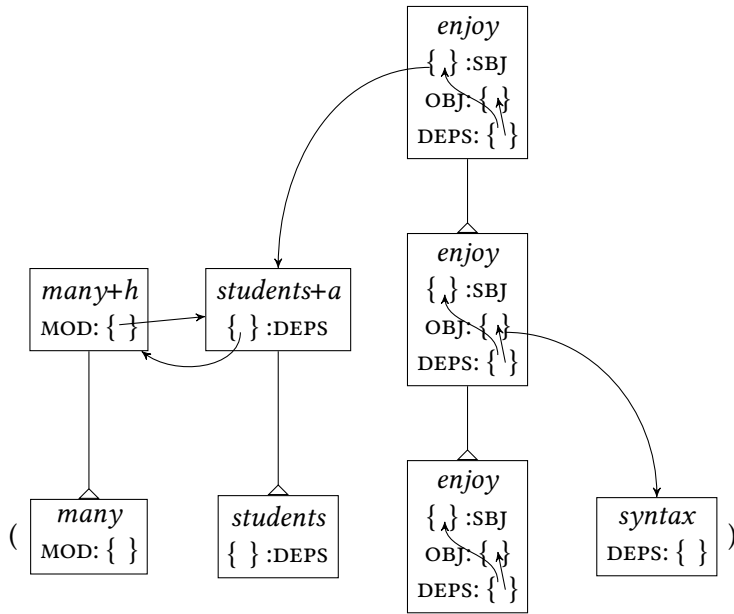 enjoy
{ } :SBJ
OBJ: { }
DEPS: { }
enjoy
{ } :SBJ
OBJ: { }
DEPS: { }
many+h
MOD: { }
students+a
{ } :DEPS
(
many
MOD: { }
students
{ } :DEPS
enjoy
{ } :SBJ
OBJ: { }
DEPS: { }
syntax
DEPS: { }
)